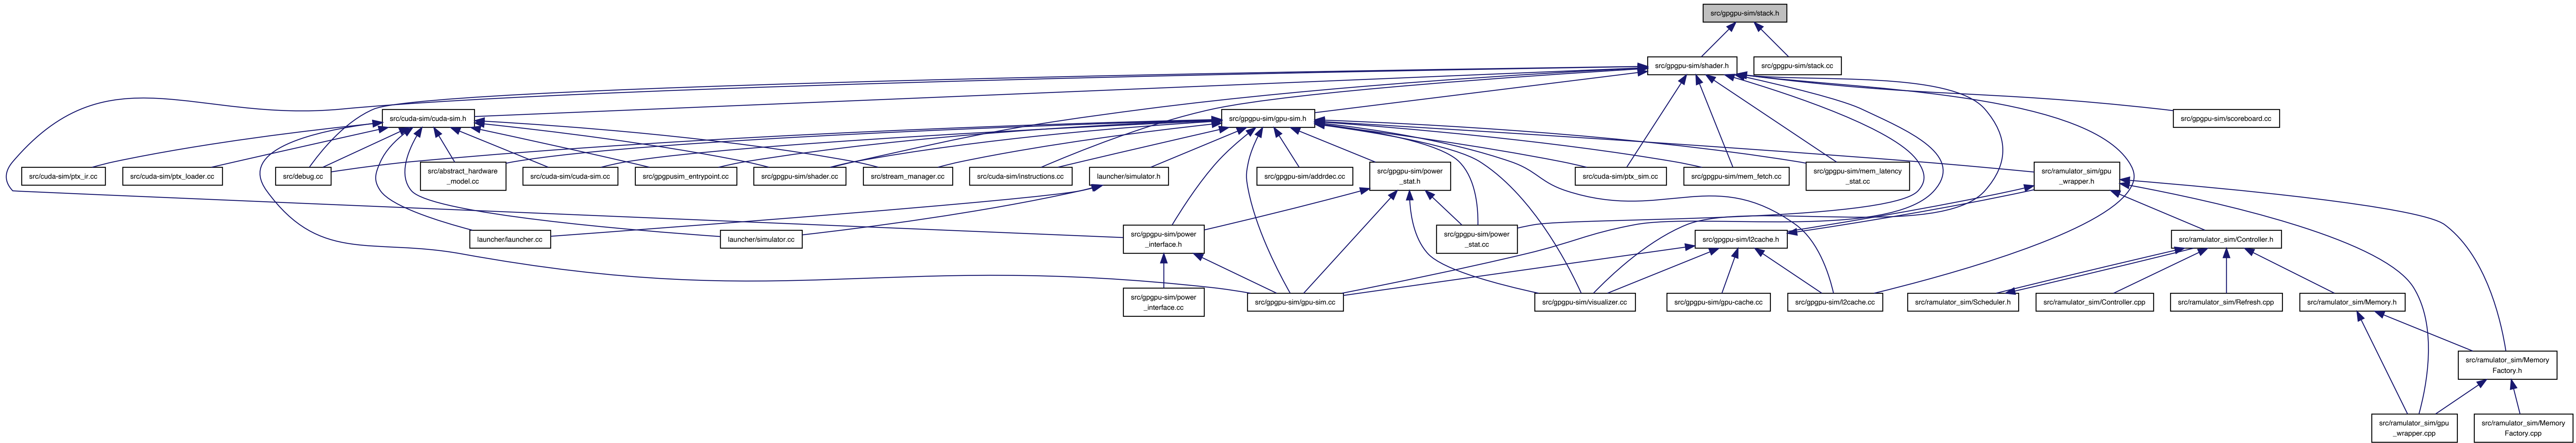 src/gpgpu-sim/stack.h
src/gpgpu-sim/shader.h
src/gpgpu-sim/stack.cc
src/cuda-sim/cuda-sim.h
src/gpgpu-sim/gpu-sim.h
src/gpgpu-sim/scoreboard.cc
src/cuda-sim/ptx_ir.cc
src/cuda-sim/ptx_loader.cc
src/debug.cc
src/abstract_hardware
_model.cc
src/cuda-sim/cuda-sim.cc
src/gpgpusim_entrypoint.cc
src/gpgpu-sim/shader.cc
src/stream_manager.cc
src/cuda-sim/instructions.cc
launcher/simulator.h
src/gpgpu-sim/addrdec.cc
src/gpgpu-sim/power
_stat.h
src/cuda-sim/ptx_sim.cc
src/gpgpu-sim/mem_fetch.cc
src/gpgpu-sim/mem_latency
_stat.cc
src/ramulator_sim/gpu
_wrapper.h
launcher/launcher.cc
launcher/simulator.cc
src/gpgpu-sim/power
_interface.h
src/gpgpu-sim/power
_stat.cc
src/gpgpu-sim/l2cache.h
src/ramulator_sim/Controller.h
src/gpgpu-sim/power
_interface.cc
src/gpgpu-sim/gpu-sim.cc
src/gpgpu-sim/visualizer.cc
src/gpgpu-sim/gpu-cache.cc
src/gpgpu-sim/l2cache.cc
src/ramulator_sim/Scheduler.h
src/ramulator_sim/Controller.cpp
src/ramulator_sim/Refresh.cpp
src/ramulator_sim/Memory.h
src/ramulator_sim/Memory
Factory.h
src/ramulator_sim/gpu
_wrapper.cpp
src/ramulator_sim/Memory
Factory.cpp